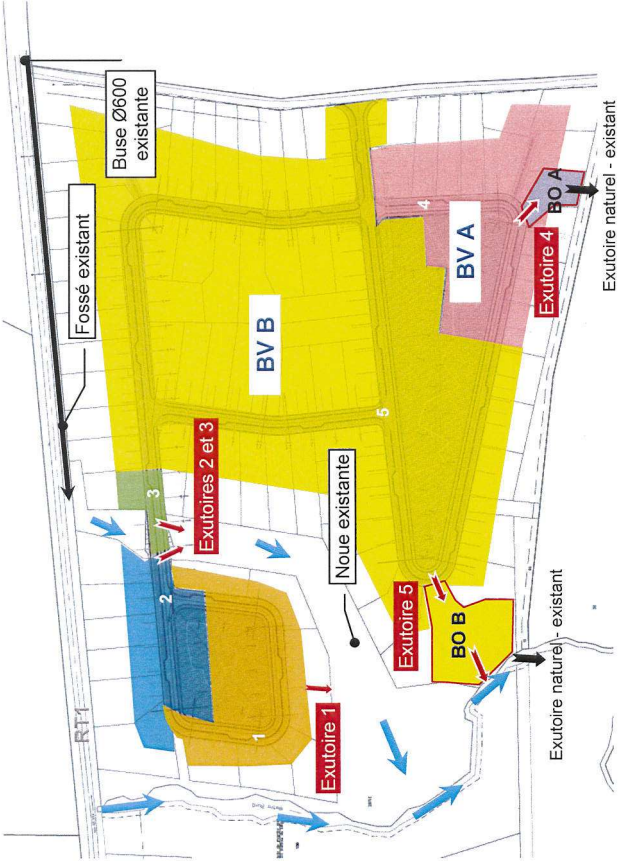 RT1
Fossé existant
Buse Ø600
existante
1
2
3
Exutoires 2 et 3
BV B
5
4
BV A
BO A
Exutoire 4
Exutoire naturel - existant
Noue existante
Exutoire 1
Exutoire 5
BO B
Exutoire naturel - existant